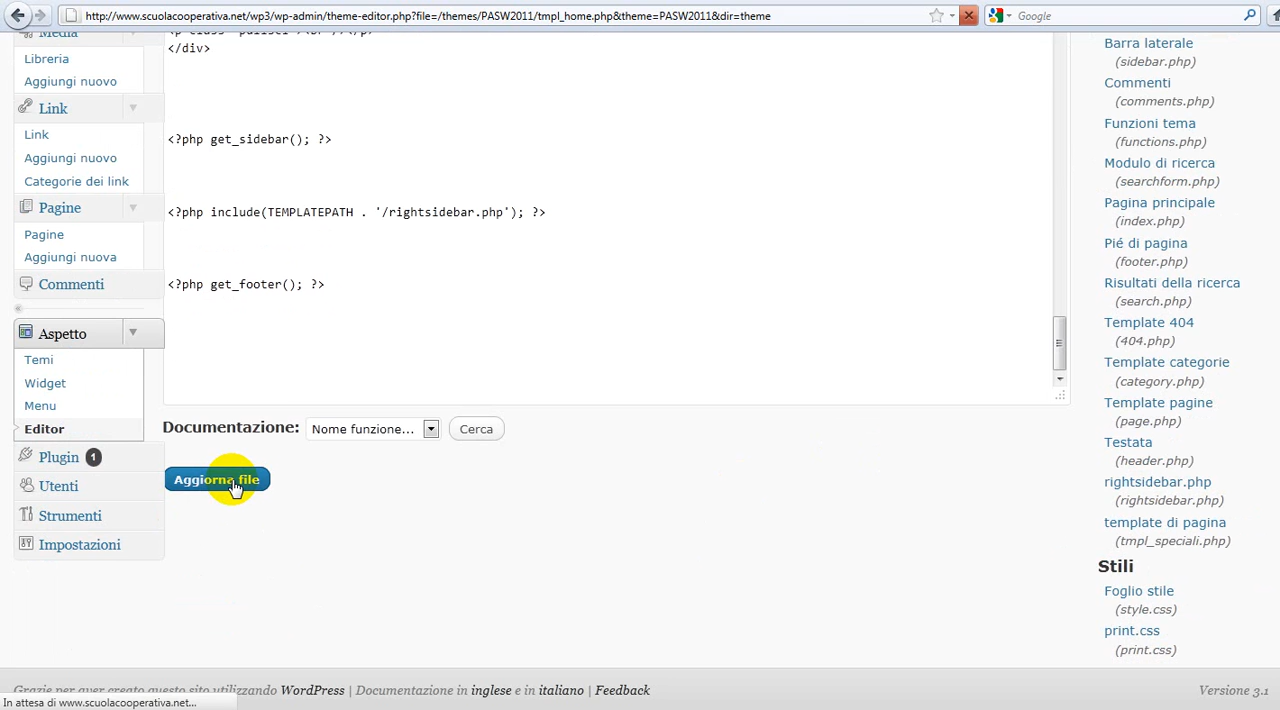 http://www.scuolacooperativa.net/wp3/wp-admin/theme-editor.php?file=/themes/PASW2011/tmpl_home.php&theme=PASW2011&dir=theme
Google
Media
Libreria
Aggiungi nuovo
Link
Link
Aggiungi nuovo
Categorie dei link
Pagine
Pagine
Aggiungi nuova
Commenti
Aspetto
Temi
Widget
Menu
Editor
Plugin 1
Utenti
Strumenti
Impostazioni
</div>
<?php get_sidebar(); ?>
<?php include(TEMPLATEPATH . '/rightsidebar.php'); ?>
<?php get_footer(); ?>
Documentazione: Nome funzione... Cerca
Aggiorna file
Barra laterale
(sidebar.php)
Commenti
(comments.php)
Funzioni tema
(functions.php)
Modulo di ricerca
(searchform.php)
Pagina principale
(index.php)
Pié di pagina
(footer.php)
Risultati della ricerca
(search.php)
Template 404
(404.php)
Template categorie
(category.php)
Template pagine
(page.php)
Testata
(header.php)
rightsidebar.php
(rightsidebar.php)
template di pagina
(tmpl_speciali.php)
Stili
Foglio stile
(style.css)
print.css
(print.css)
Grazie per aver creato questo sito utilizzando WordPress | Documentazione in inglese e in italiano | Feedback
Versione 3.1
In attesa di www.scuolacooperativa.net...